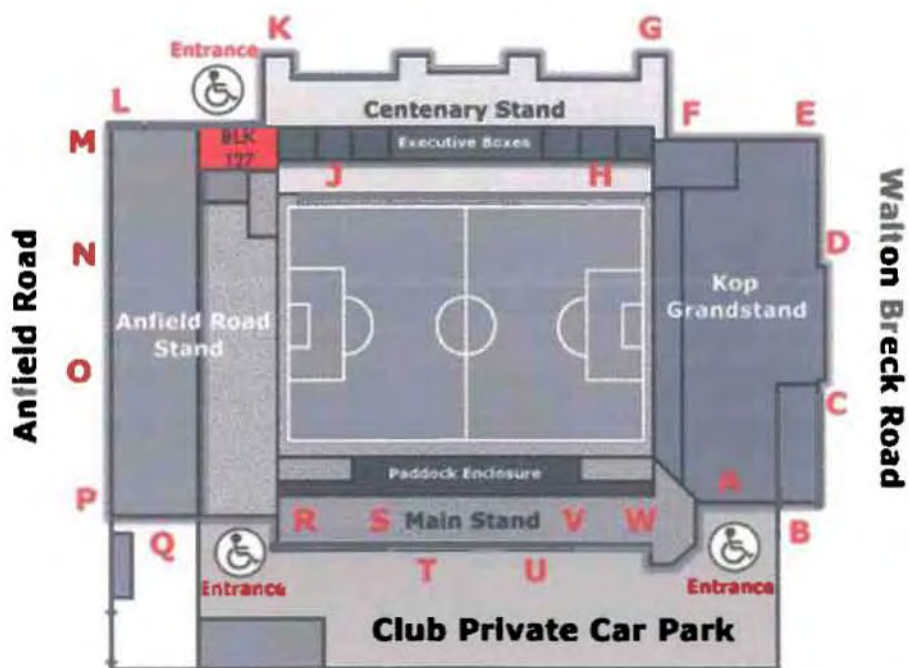 K
G
Entrance
L
Centenary Stand
F
E
M
BLK
127
Executive Boxes
J
H
Walton Breck Road
Anfield Road
N
D
Kop
Grandstand
Anfield Road
Stand
O
C
P
Paddock Enclosure
A
R
S
Main Stand
V
W
B
Q
T
U
Entrance
Entrance
Club Private Car Park